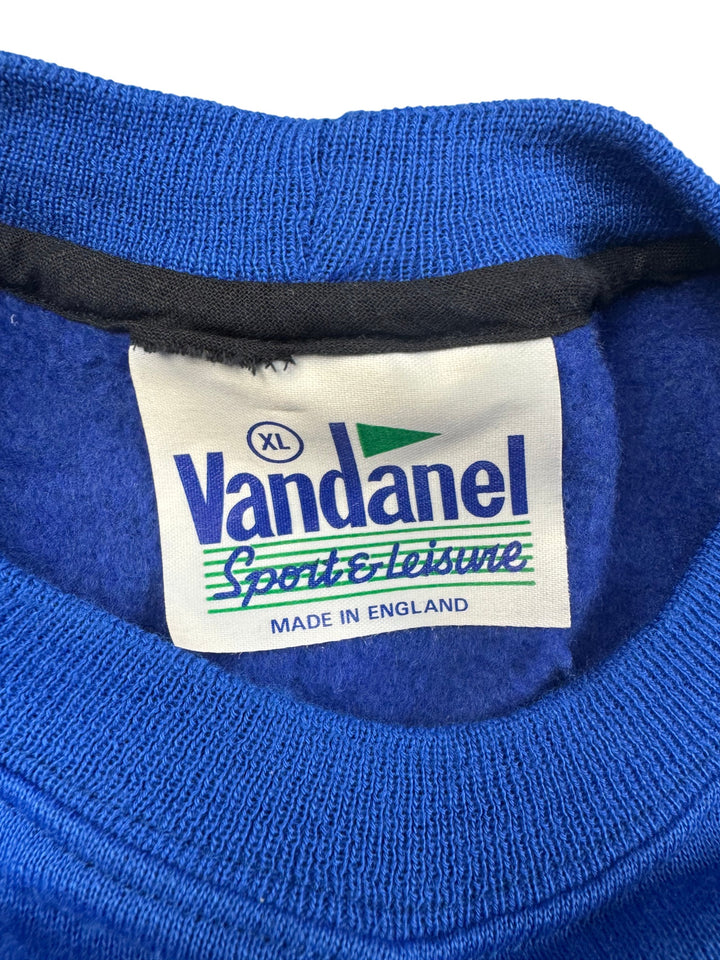 XL
Vandanel
Sport & Leisure
MADE IN ENGLAND